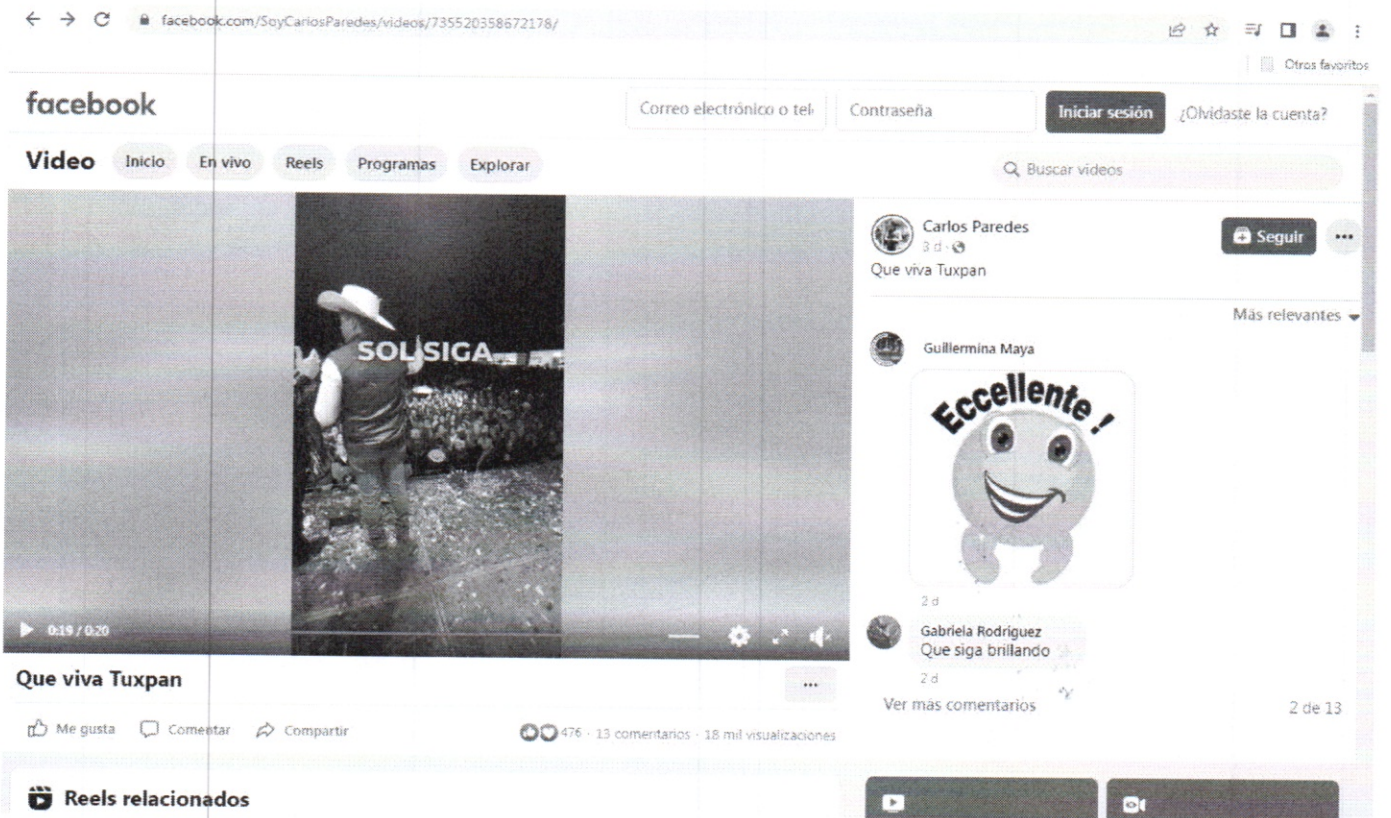 facebook.com/SoyCarlosParedes/videos/735520358672178/
Otros favoritos
facebook
Correo electrónico o tel
Contraseña
Iniciar sesión
¿Olvidaste la cuenta?
Video
Inicio
En vivo
Reels
Programas
Explorar
Buscar videos
SOL SIGA
0:19 / 0:20
Que viva Tuxpan
Me gusta
Comentar
Compartir
476 · 13 comentarios · 18 mil visualizaciones
Reels relacionados
Carlos Paredes
3 d ·
Seguir
Que viva Tuxpan
Más relevantes
Guillermina Maya
Eccellente !
2 d
Gabriela Rodríguez
Que siga brillando
2 d
Ver más comentarios
2 de 13